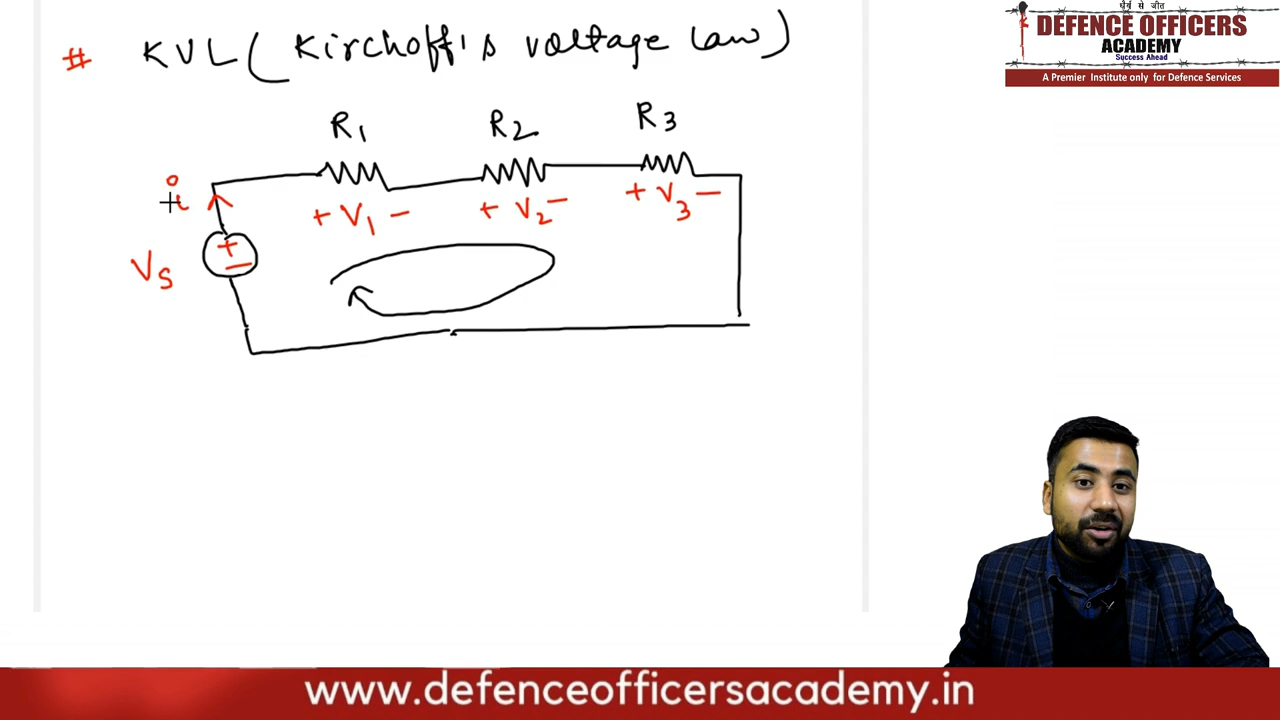 धैर्य से जीत
DEFENCE OFFICERS
ACADEMY
Success Ahead
A Premier Institute only for Defence Services
# KVL (Kirchoff's voltage law)
R1 R2 R3
i
+ V1 - + V2 - + V3 -
+
Vs -
www.defenceofficersacademy.in